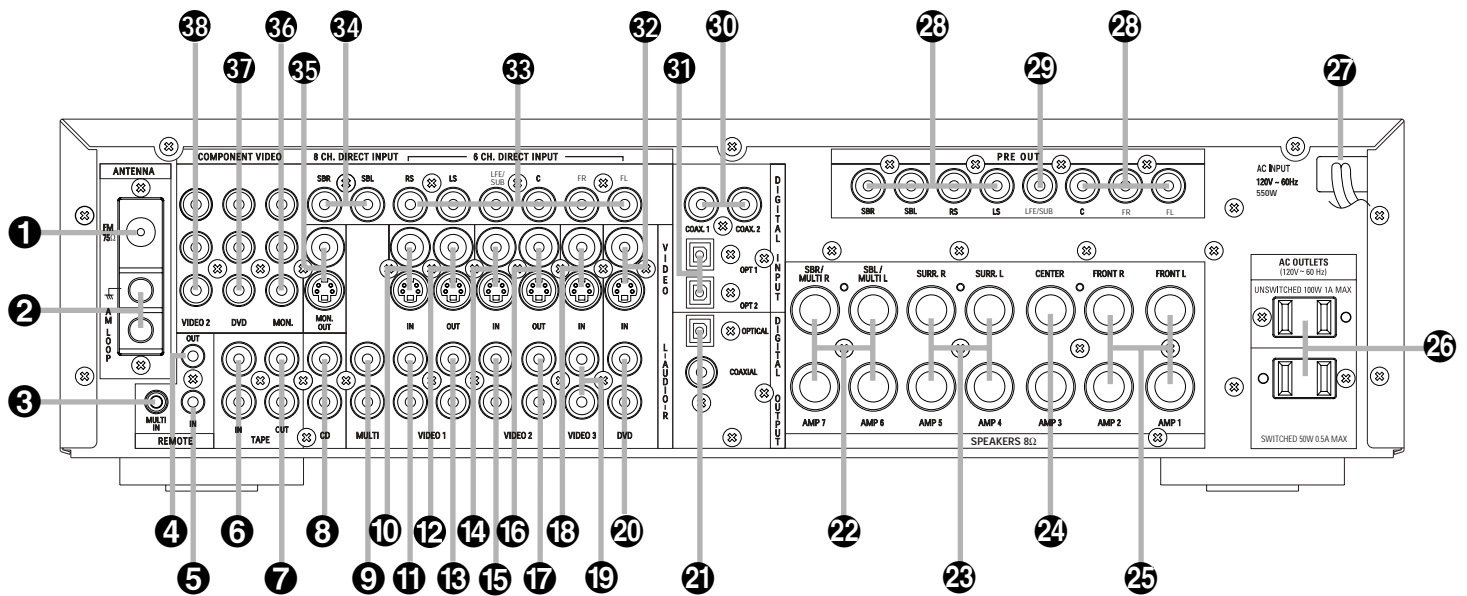 38 36 34 32 30 28 28
37 35 33 31 29 27
ANTENNA
COMPONENT VIDEO
8 CH. DIRECT INPUT
6 CH. DIRECT INPUT
SBR SBL RS LS LFE/SUB C FR FL
1
FM
75Ω
2
AM LOOP
VIDEO 2 DVD MON.
MON. OUT
IN OUT IN OUT IN IN
VIDEO
L-AUDIO-R
COAX. 1 COAX. 2
OPT 1
OPT 2
DIGITAL INPUT
OPTICAL
COAXIAL
DIGITAL OUTPUT
PRE OUT
SBR SBL RS LS LFE/SUB C FR FL
AC INPUT
120V ~ 60Hz
550W
SBR/
MULTI R
SBL/
MULTI L
SURR. R SURR. L CENTER FRONT R FRONT L
AMP 7 AMP 6 AMP 5 AMP 4 AMP 3 AMP 2 AMP 1
SPEAKERS 8Ω
AC OUTLETS
(120V ~ 60 Hz)
UNSWITCHED 100W 1A MAX
26
SWITCHED 50W 0.5A MAX
3
MULTI
IN
OUT
IN
REMOTE
IN OUT
TAPE
CD MULTI VIDEO 1 VIDEO 2 VIDEO 3 DVD
4 6 8 10 12 14 16 18 20 22 24
5 7 9 11 13 15 17 19 21 23 25